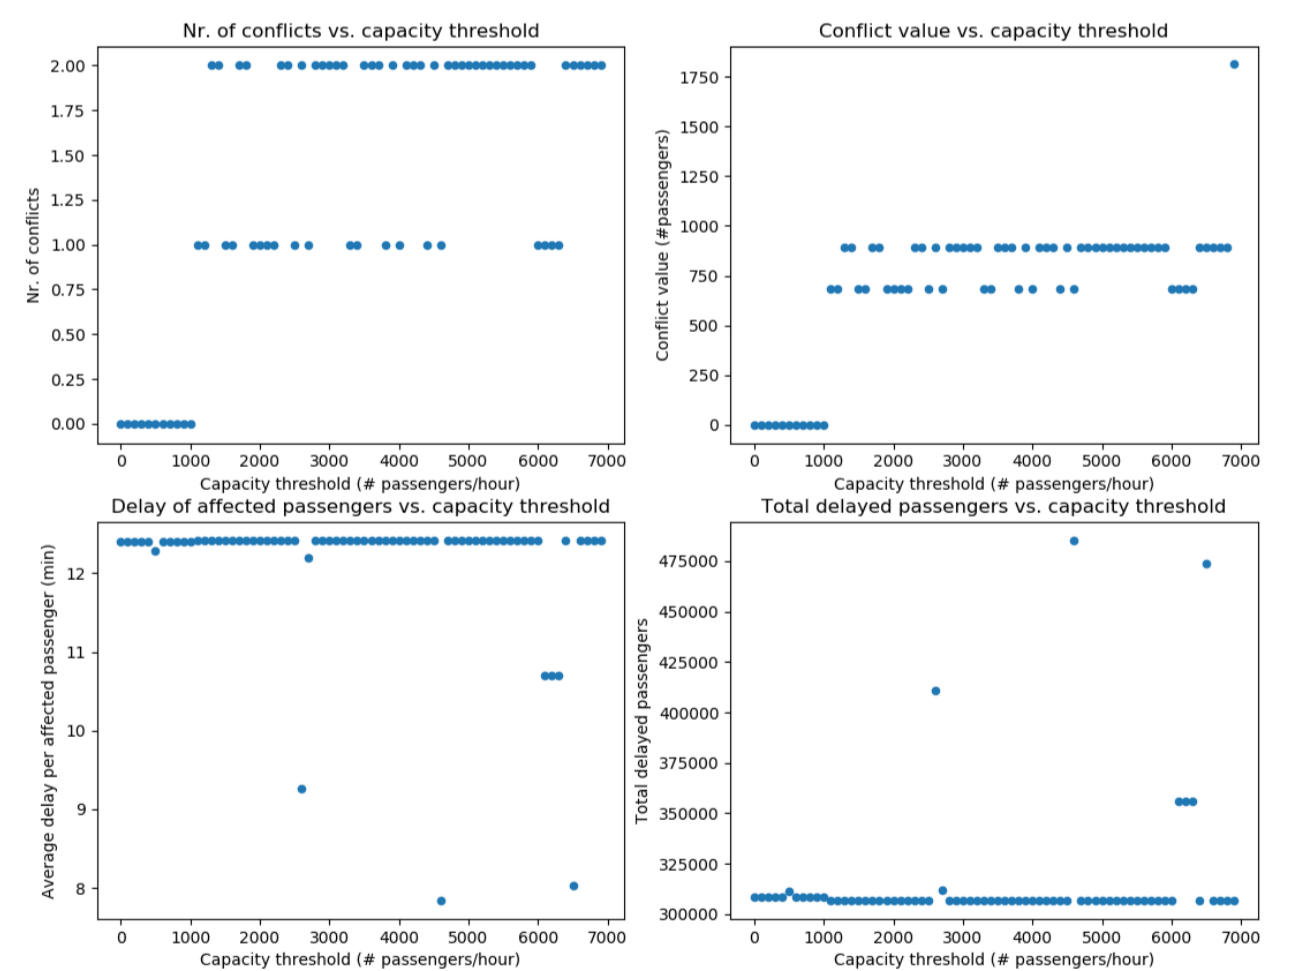 Nr. of conflicts vs. capacity threshold
Nr. of conflicts
2.00
1.75
1.50
1.25
1.00
0.75
0.50
0.25
0.00
0 1000 2000 3000 4000 5000 6000 7000
Capacity threshold (# passengers/hour)
Conflict value vs. capacity threshold
Conflict value (#passengers)
1750
1500
1250
1000
750
500
250
0
0 1000 2000 3000 4000 5000 6000 7000
Capacity threshold (# passengers/hour)
Delay of affected passengers vs. capacity threshold
Average delay per affected passenger (min)
12
11
10
9
8
0 1000 2000 3000 4000 5000 6000 7000
Capacity threshold (# passengers/hour)
Total delayed passengers vs. capacity threshold
Total delayed passengers
475000
450000
425000
400000
375000
350000
325000
300000
0 1000 2000 3000 4000 5000 6000 7000
Capacity threshold (# passengers/hour)